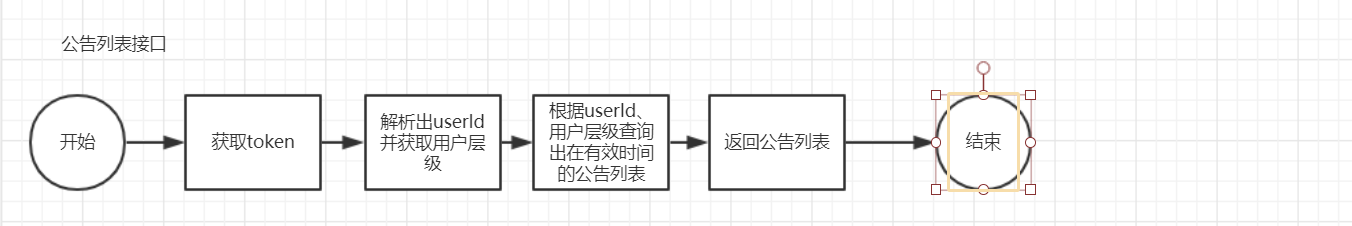 公告列表接口
开始
获取token
解析出userId
并获取用户层
级
根据userId、
用户层级查询
出在有效时间
的公告列表
返回公告列表
结束